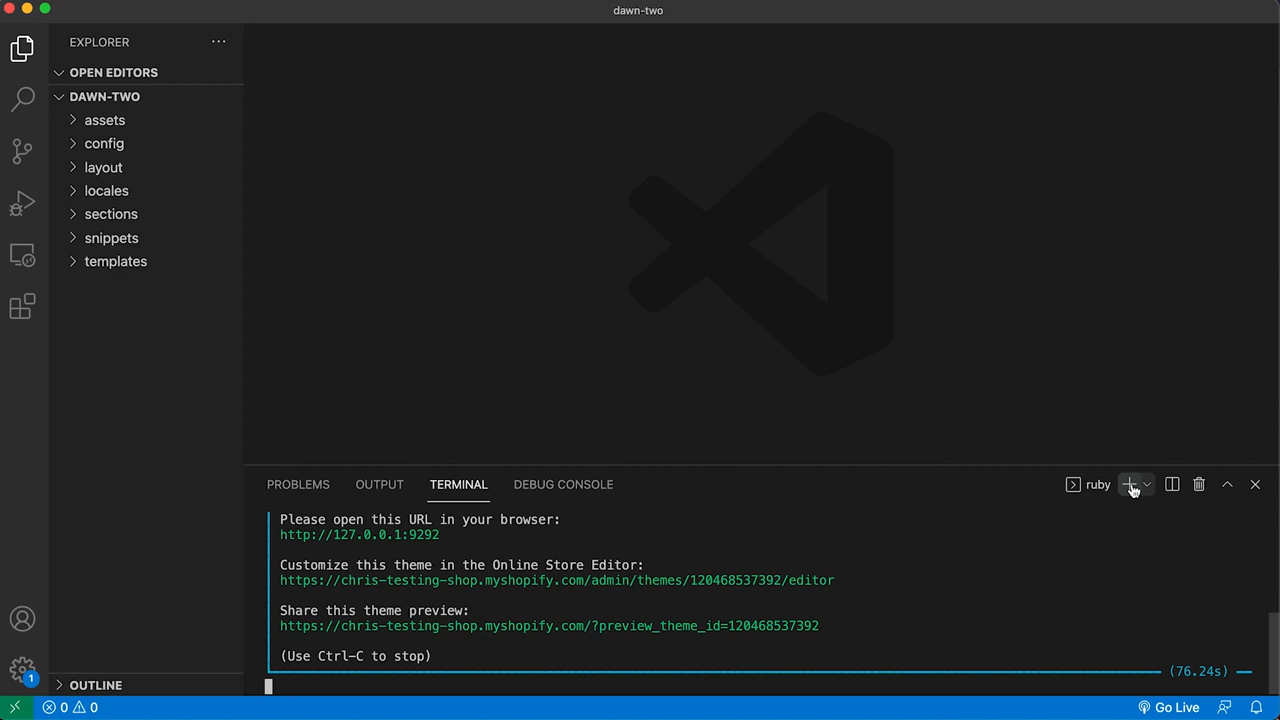 dawn-two
EXPLORER
OPEN EDITORS
DAWN-TWO
assets
config
layout
locales
sections
snippets
templates
OUTLINE
PROBLEMS OUTPUT TERMINAL DEBUG CONSOLE ruby
Please open this URL in your browser:
http://127.0.0.1:9292
Customize this theme in the Online Store Editor:
https://chris-testing-shop.myshopify.com/admin/themes/120468537392/editor
Share this theme preview:
https://chris-testing-shop.myshopify.com/?preview_theme_id=120468537392
(Use Ctrl-C to stop)
(76.24s)
1
0 0 Go Live